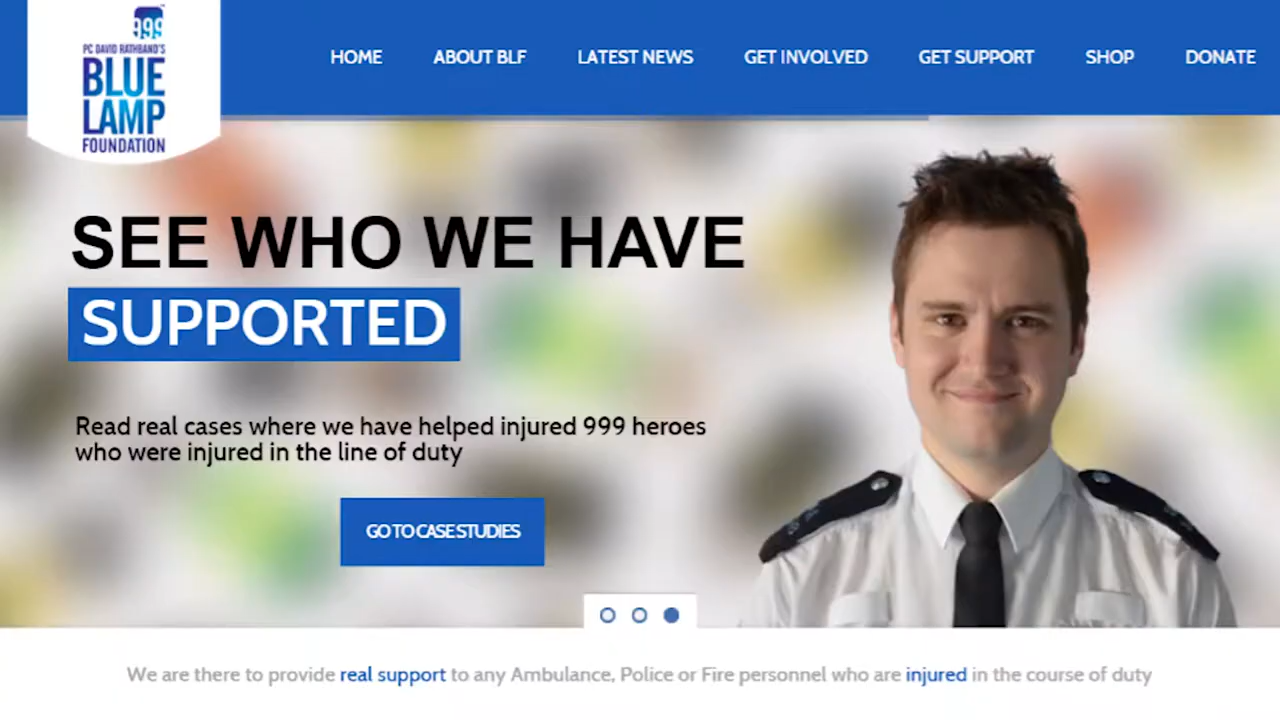 999
PC DAVID RATHBAND'S
BLUE
LAMP
FOUNDATION
HOME ABOUT BLF LATEST NEWS GET INVOLVED GET SUPPORT SHOP DONATE
SEE WHO WE HAVE
SUPPORTED
Read real cases where we have helped injured 999 heroes
who were injured in the line of duty
GO TO CASE STUDIES
We are there to provide real support to any Ambulance, Police or Fire personnel who are injured in the course of duty